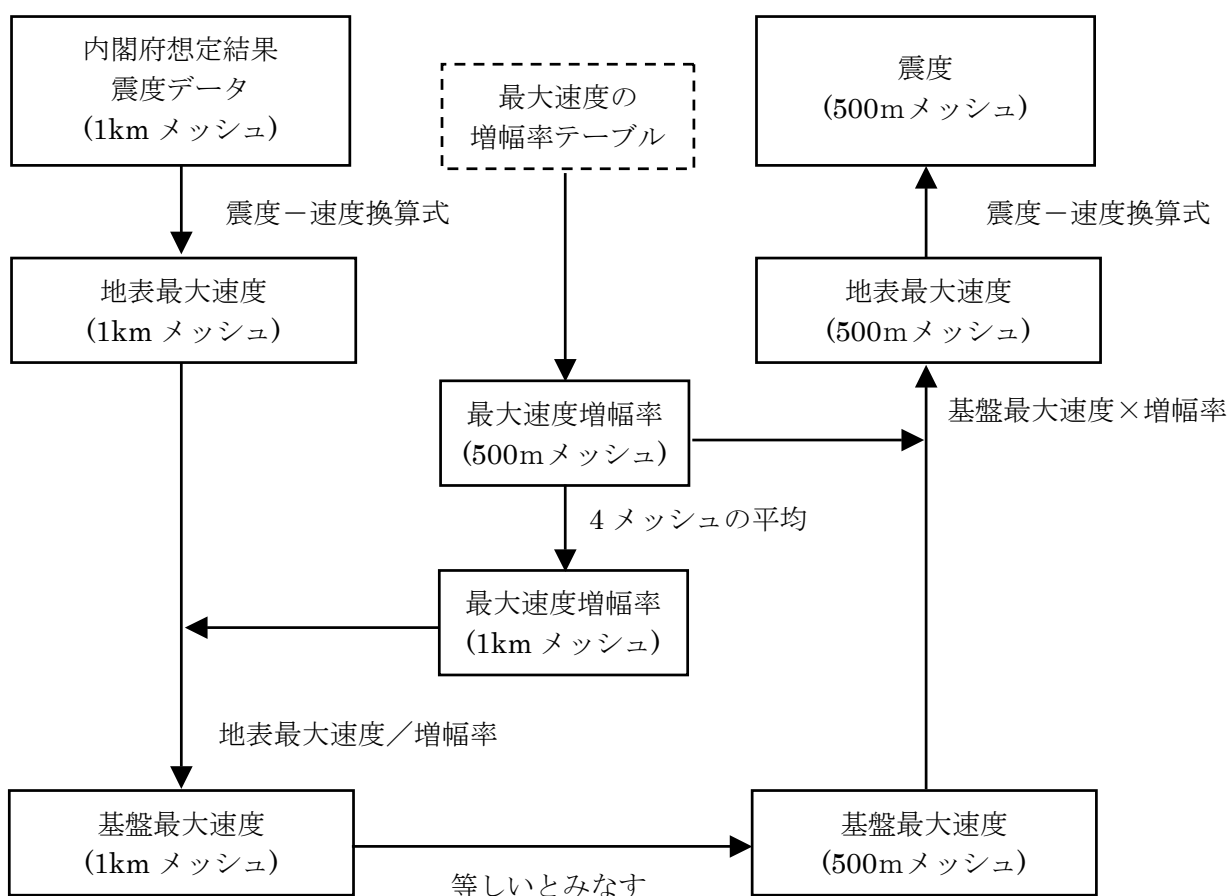 内閣府想定結果
震度データ
(1km メッシュ)
最大速度の
増幅率テーブル
震度
(500mメッシュ)
震度－速度換算式
震度－速度換算式
地表最大速度
(1km メッシュ)
地表最大速度
(500mメッシュ)
最大速度増幅率
(500mメッシュ)
基盤最大速度×増幅率
4 メッシュの平均
最大速度増幅率
(1km メッシュ)
地表最大速度／増幅率
基盤最大速度
(1km メッシュ)
基盤最大速度
(500mメッシュ)
等しいとみなす